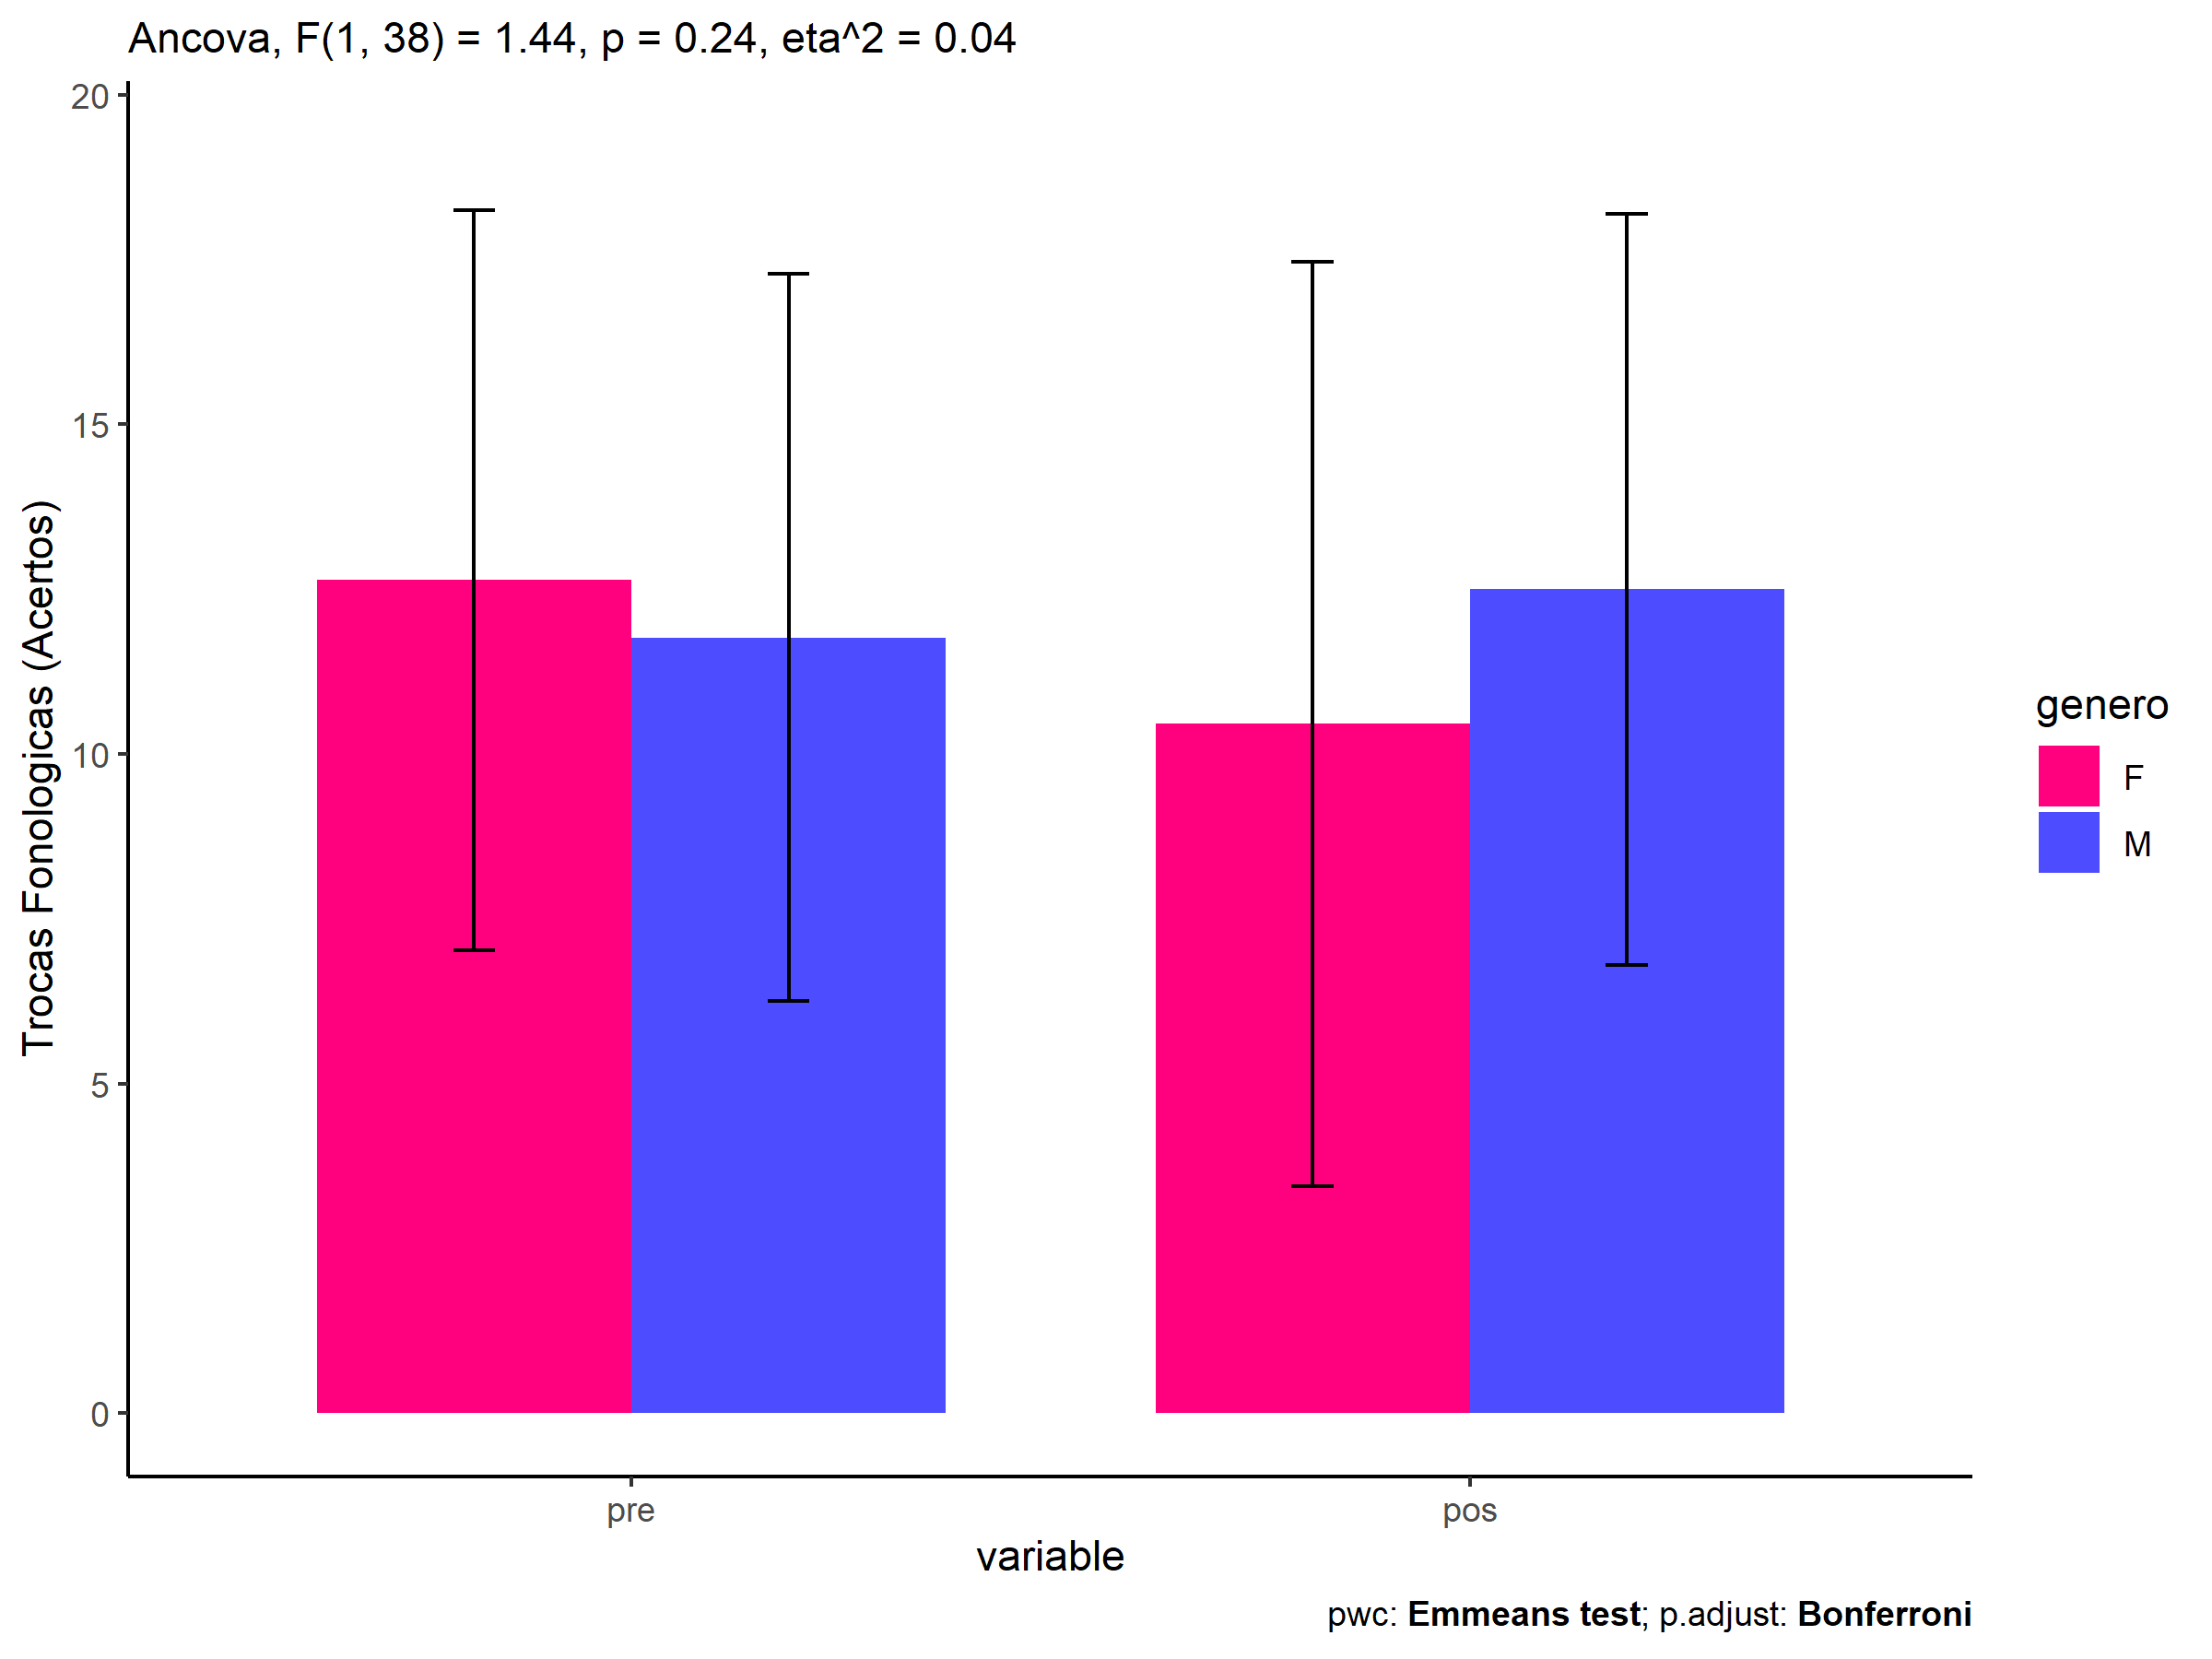 Ancova, F(1, 38) = 1.44, p = 0.24, eta^2 = 0.04
Trocas Fonologicas (Acertos)
20
15
10
5
0
pre
pos
variable
genero
F
M
pwc: Emmeans test; p.adjust: Bonferroni